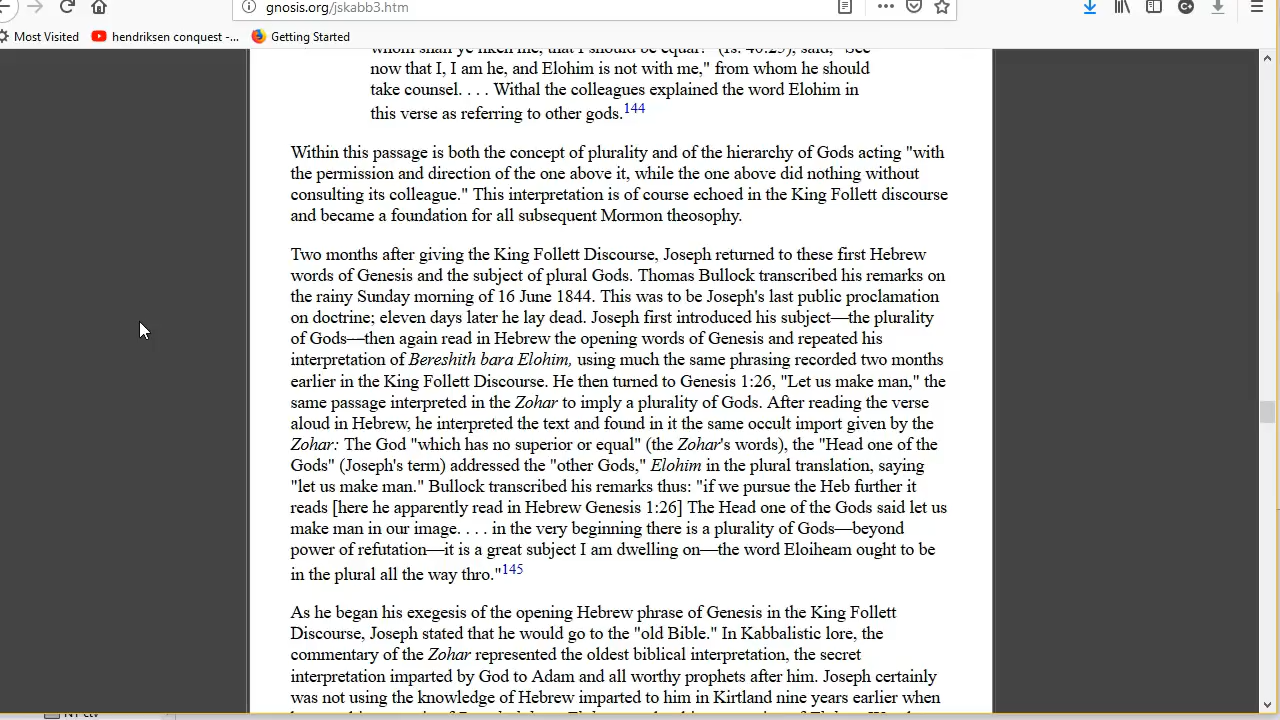 gnosis.org/jskabb3.htm
Most Visited hendriksen conquest -... Getting Started
whom shall ye liken me, that I should be equal?" (Is. 40:25), said, "See
now that I, I am he, and Elohim is not with me," from whom he should
take counsel. . . . Withal the colleagues explained the word Elohim in
this verse as referring to other gods.144
Within this passage is both the concept of plurality and of the hierarchy of Gods acting "with
the permission and direction of the one above it, while the one above did nothing without
consulting its colleague." This interpretation is of course echoed in the King Follett discourse
and became a foundation for all subsequent Mormon theosophy.
Two months after giving the King Follett Discourse, Joseph returned to these first Hebrew
words of Genesis and the subject of plural Gods. Thomas Bullock transcribed his remarks on
the rainy Sunday morning of 16 June 1844. This was to be Joseph's last public proclamation
on doctrine; eleven days later he lay dead. Joseph first introduced his subject—the plurality
of Gods—then again read in Hebrew the opening words of Genesis and repeated his
interpretation of Bereshith bara Elohim, using much the same phrasing recorded two months
earlier in the King Follett Discourse. He then turned to Genesis 1:26, "Let us make man," the
same passage interpreted in the Zohar to imply a plurality of Gods. After reading the verse
aloud in Hebrew, he interpreted the text and found in it the same occult import given by the
Zohar: The God "which has no superior or equal" (the Zohar's words), the "Head one of the
Gods" (Joseph's term) addressed the "other Gods," Elohim in the plural translation, saying
"let us make man." Bullock transcribed his remarks thus: "if we pursue the Heb further it
reads [here he apparently read in Hebrew Genesis 1:26] The Head one of the Gods said let us
make man in our image. . . . in the very beginning there is a plurality of Gods—beyond
power of refutation—it is a great subject I am dwelling on—the word Eloiheam ought to be
in the plural all the way thro."145
As he began his exegesis of the opening Hebrew phrase of Genesis in the King Follett
Discourse, Joseph stated that he would go to the "old Bible." In Kabbalistic lore, the
commentary of the Zohar represented the oldest biblical interpretation, the secret
interpretation imparted by God to Adam and all worthy prophets after him. Joseph certainly
was not using the knowledge of Hebrew imparted to him in Kirtland nine years earlier when